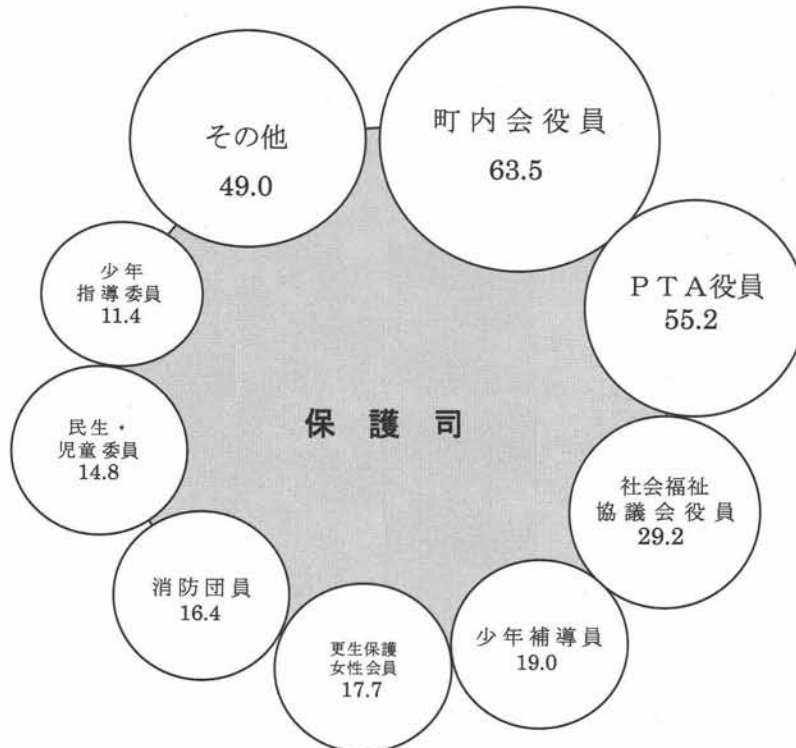 その他
49.0
町内会役員
63.5
PTA役員
55.2
社会福祉
協議会役員
29.2
少年補導員
19.0
更生保護
女性会員
17.7
消防団員
16.4
民生・
児童委員
14.8
少年
指導委員
11.4
保護司